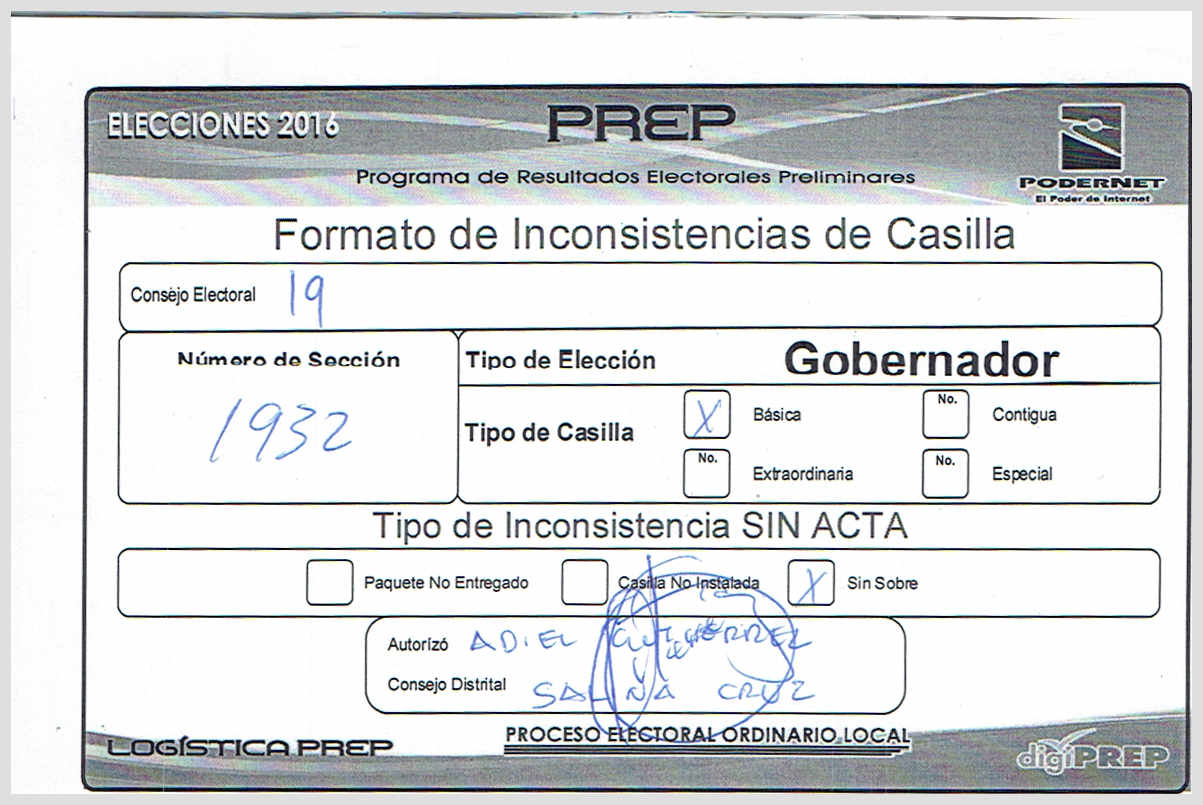 ELECCIONES 2016
PREP
Programa de Resultados Electorales Preliminares
PODERNET
El Poder de Internet
Formato de Inconsistencias de Casilla
Consejo Electoral 19
Número de Sección
1932
Tipo de Elección Gobernador
Tipo de Casilla
X Básica
No. Contigua
No. Extraordinaria
No. Especial
Tipo de Inconsistencia SIN ACTA
Paquete No Entregado Casilla No Instalada X Sin Sobre
Autorizó ADIEL
Consejo Distrital SALINA CRUZ
LOGÍSTICA PREP
PROCESO ELECTORAL ORDINARIO LOCAL
digiPREP